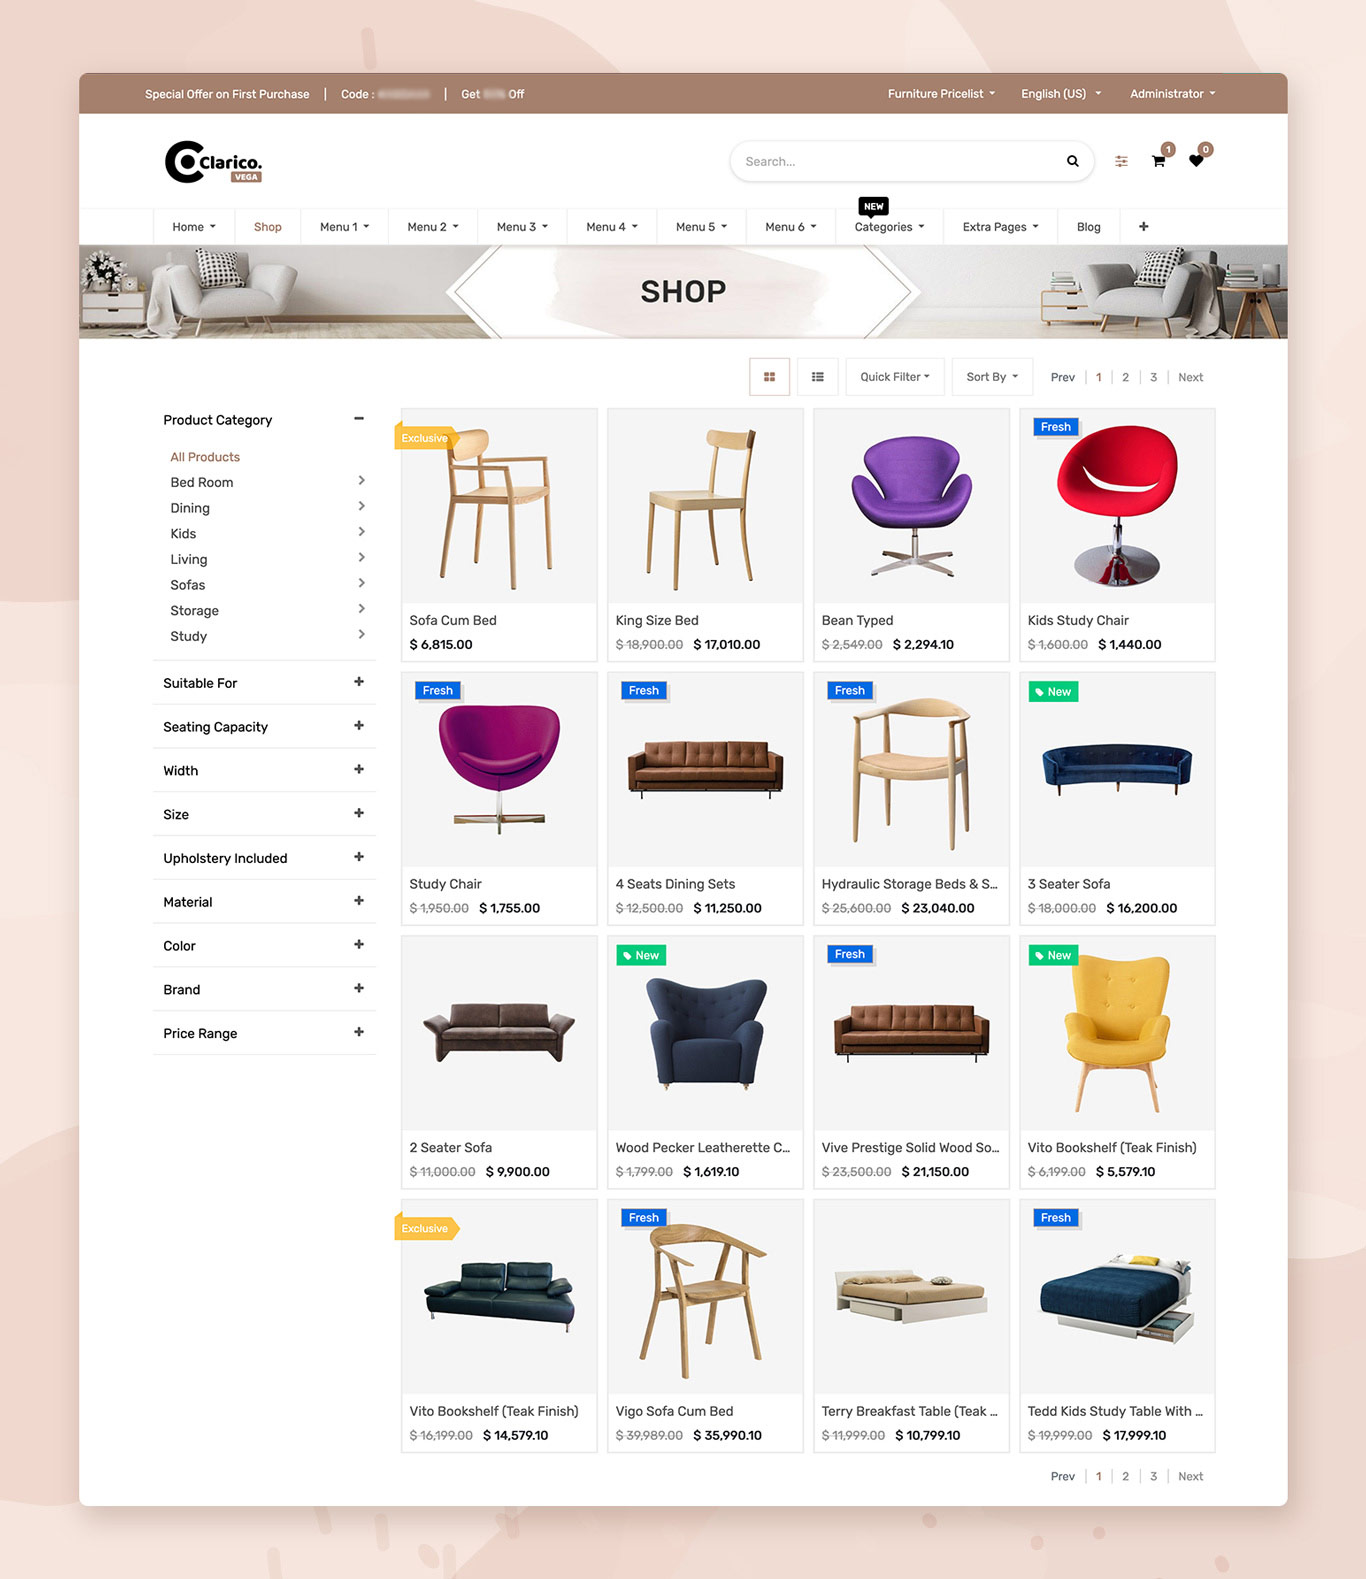 Special Offer on First Purchase | Code : | Get Off
Furniture Pricelist English (US) Administrator
Clarico.
VEGA
Search...
1
0
NEW
Home Shop Menu 1 Menu 2 Menu 3 Menu 4 Menu 5 Menu 6 Categories Extra Pages Blog +
SHOP
Quick Filter Sort By Prev | 1 | 2 | 3 | Next
Product Category
All Products
Bed Room
Dining
Kids
Living
Sofas
Storage
Study
Suitable For
Seating Capacity
Width
Size
Upholstery Included
Material
Color
Brand
Price Range
Exclusive
Sofa Cum Bed
$ 6,815.00
King Size Bed
$ 18,900.00 $ 17,010.00
Bean Typed
$ 2,549.00 $ 2,294.10
Fresh
Kids Study Chair
$ 1,600.00 $ 1,440.00
Fresh
Study Chair
$ 1,950.00 $ 1,755.00
Fresh
4 Seats Dining Sets
$ 12,500.00 $ 11,250.00
Fresh
Hydraulic Storage Beds & S...
$ 25,600.00 $ 23,040.00
New
3 Seater Sofa
$ 18,000.00 $ 16,200.00
2 Seater Sofa
$ 11,000.00 $ 9,900.00
New
Wood Pecker Leatherette C...
$ 1,799.00 $ 1,619.10
Fresh
Vive Prestige Solid Wood So...
$ 23,500.00 $ 21,150.00
New
Vito Bookshelf (Teak Finish)
$ 6,199.00 $ 5,579.10
Exclusive
Vito Bookshelf (Teak Finish)
$ 16,199.00 $ 14,579.10
Fresh
Vigo Sofa Cum Bed
$ 39,989.00 $ 35,990.10
Terry Breakfast Table (Teak ...
$ 11,999.00 $ 10,799.10
Fresh
Tedd Kids Study Table With ...
$ 19,999.00 $ 17,999.10
Prev | 1 | 2 | 3 | Next